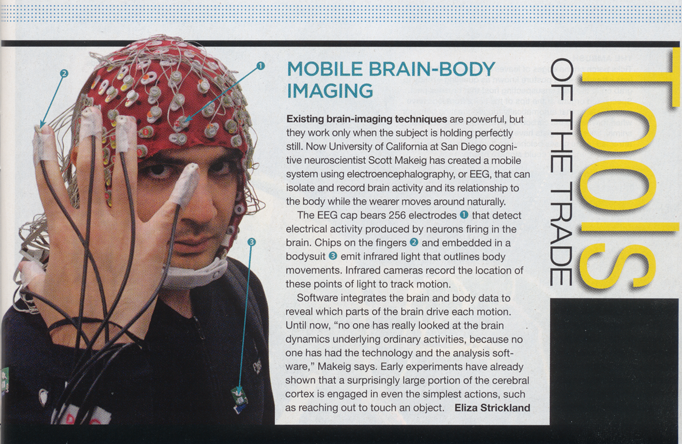 MOBILE BRAIN-BODY
IMAGING
Existing brain-imaging techniques are powerful, but
they work only when the subject is holding perfectly
still. Now University of California at San Diego cogni-
tive neuroscientist Scott Makeig has created a mobile
system using electroencephalography, or EEG, that can
isolate and record brain activity and its relationship to
the body while the wearer moves around naturally.
The EEG cap bears 256 electrodes 1 that detect
electrical activity produced by neurons firing in the
brain. Chips on the fingers 2 and embedded in a
bodysuit 3 emit infrared light that outlines body
movements. Infrared cameras record the location of
these points of light to track motion.
Software integrates the brain and body data to
reveal which parts of the brain drive each motion.
Until now, “no one has really looked at the brain
dynamics underlying ordinary activities, because no
one has had the technology and the analysis soft-
ware,” Makeig says. Early experiments have already
shown that a surprisingly large portion of the cerebral
cortex is engaged in even the simplest actions, such
as reaching out to touch an object. Eliza Strickland
Tools
OF THE TRADE
1
2
3